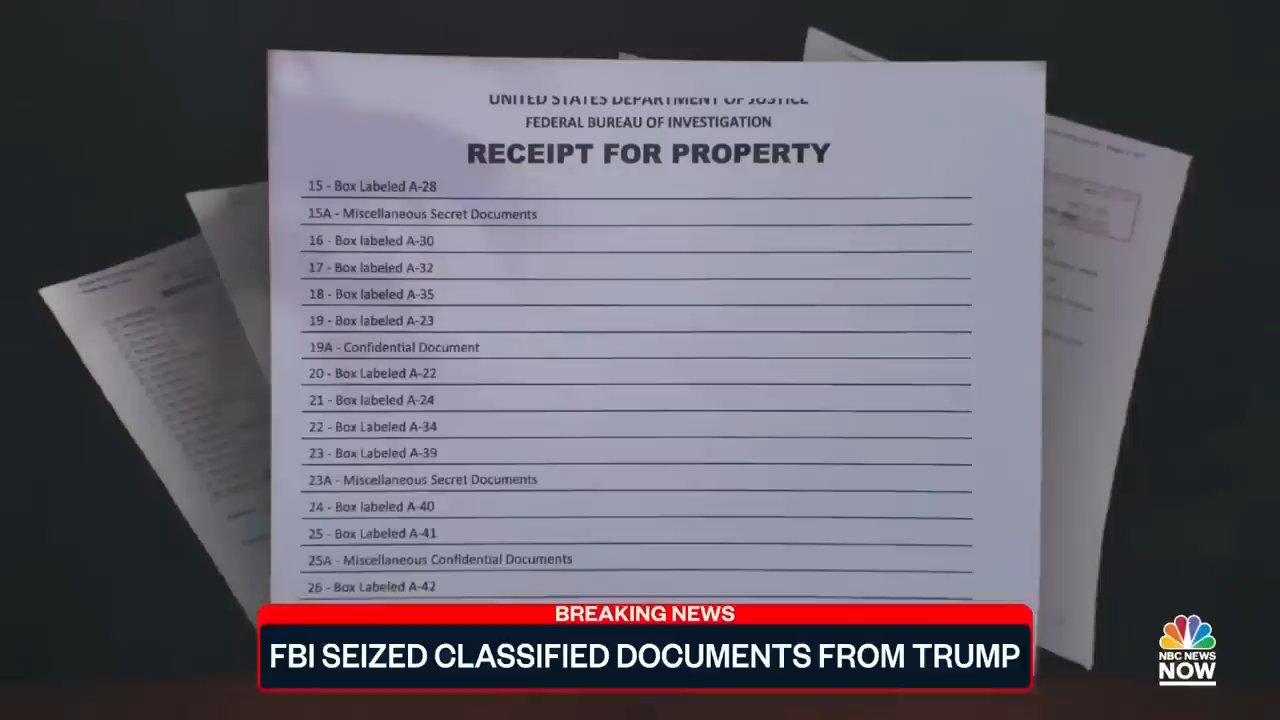 UNITED STATES DEPARTMENT OF JUSTICE
FEDERAL BUREAU OF INVESTIGATION
RECEIPT FOR PROPERTY
15 - Box Labeled A-28
15A - Miscellaneous Secret Documents
16 - Box labeled A-30
17 - Box labeled A-32
18 - Box labeled A-35
19 - Box labeled A-23
19A - Confidential Document
20 - Box Labeled A-22
21 - Box labeled A-24
22 - Box Labeled A-34
23 - Box Labeled A-39
23A - Miscellaneous Secret Documents
24 - Box labeled A-40
25 - Box Labeled A-41
25A - Miscellaneous Confidential Documents
26 - Box Labeled A-42
BREAKING NEWS
FBI SEIZED CLASSIFIED DOCUMENTS FROM TRUMP
NBC NEWS
NOW